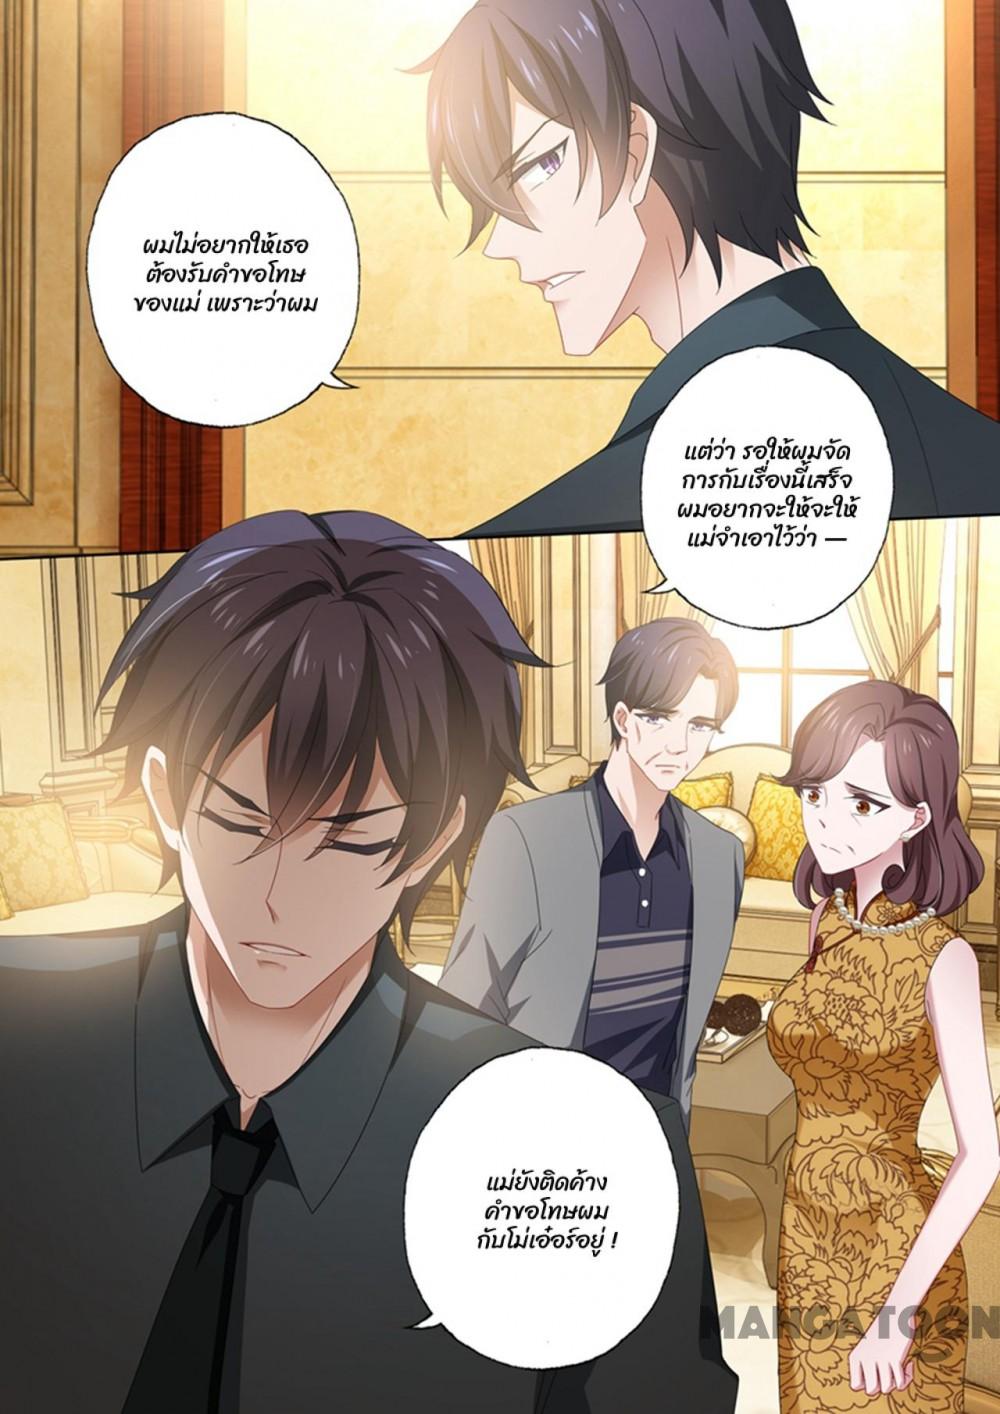 ผมไม่อยากให้เธอ
ต้องรับคำขอโทษ
ของแม่ เพราะว่าผม
แต่ว่า รอให้ผมจัด
การกับเรื่องนี้เสร็จ
ผมอยากจะให้จะให้
แม่จำเอาไว้ว่า —
แม่ยังติดค้าง
คำขอโทษผม
กับโม่เอ๋อร์อยู่ !
MANGATOON